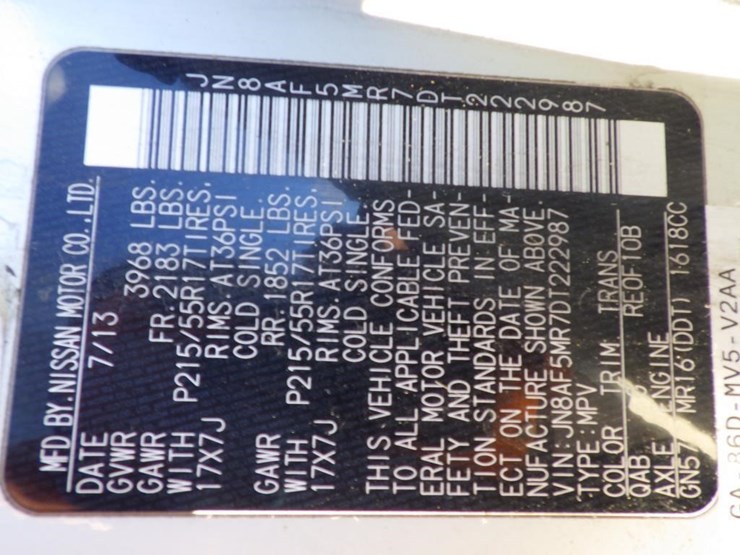 JN8AF5MR7DT222987
MFD BY.NISSAN MOTOR CO.,LTD.
DATE 7/13
GVWR 3968 LBS.
GAWR FR.2183 LBS.
WITH P215/55R17TIRES,
17X7J RIMS.AT36PSI
COLD SINGLE.
GAWR RR.1852 LBS.
WITH P215/55R17TIRES,
17X7J RIMS.AT36PSI
COLD SINGLE.
THIS VEHICLE CONFORMS
TO ALL APPLICABLE FED-
ERAL MOTOR VEHICLE SA-
FETY AND THEFT PREVEN-
TION STANDARDS IN EFF-
ECT ON THE DATE OF MA-
NUFACTURE SHOWN ABOVE.
VIN:JN8AF5MR7DT222987
TYPE:MPV
COLOR TRIM TRANS
QAB RE0F10B
AXLE ENGINE
GN57 MR16(DDT) 1618CC